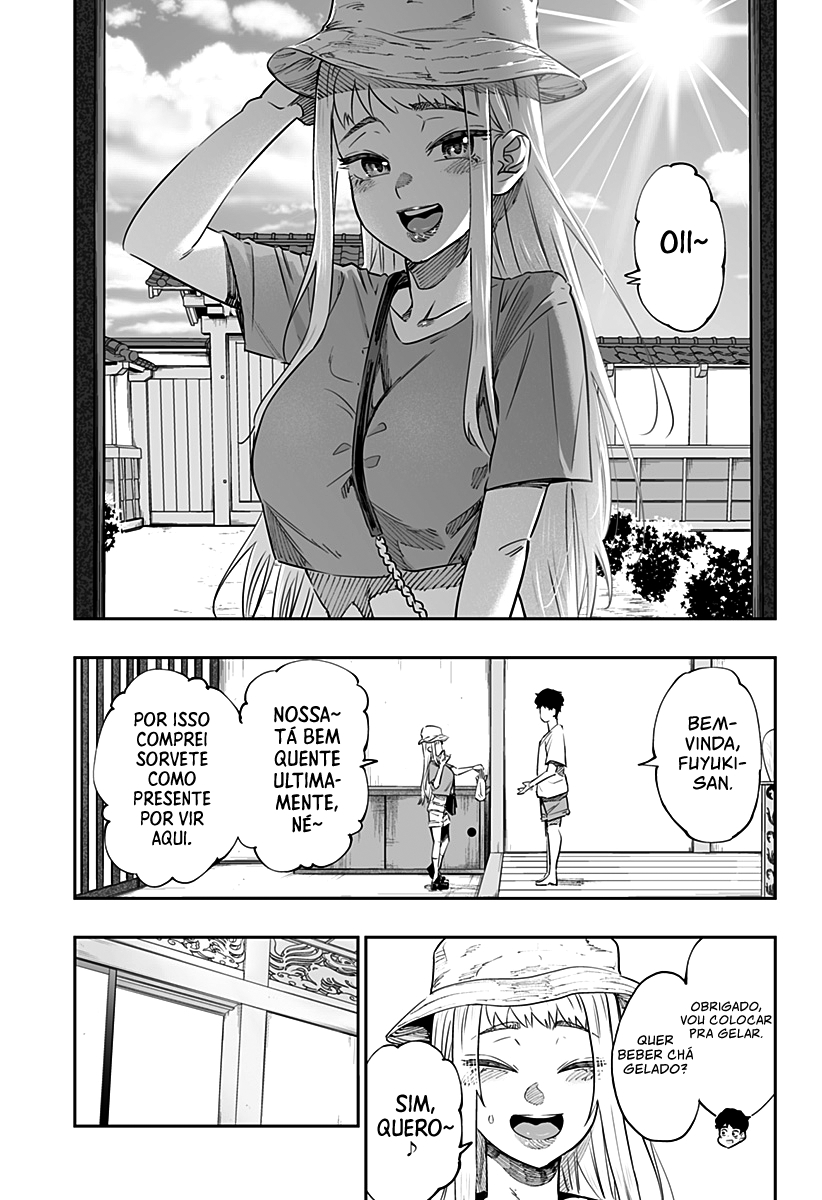 OII~
BEM-
VINDA,
FUYUKI-
SAN.
NOSSA~
TÁ BEM
QUENTE
ULTIMA-
MENTE,
NÉ~
POR ISSO
COMPREI
SORVETE
COMO
PRESENTE
POR VIR
AQUI.
OBRIGADO,
VOU COLOCAR
PRA GELAR.
QUER
BEBER CHÁ
GELADO?
SIM,
QUERO~
♪